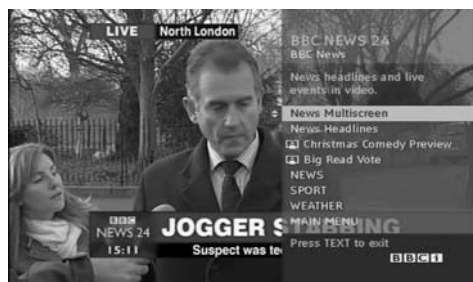 LIVE
North London
BBC NEWS 24
BBC News
News headlines and live
events in video.
News Multiscreen
News Headlines
Christmas Comedy Preview
Big Read Vote
NEWS
SPORT
WEATHER
MAIN MENU
Press TEXT to exit
BBCi
BBC
NEWS 24
15:11
JOGGER STABBING
Suspect was